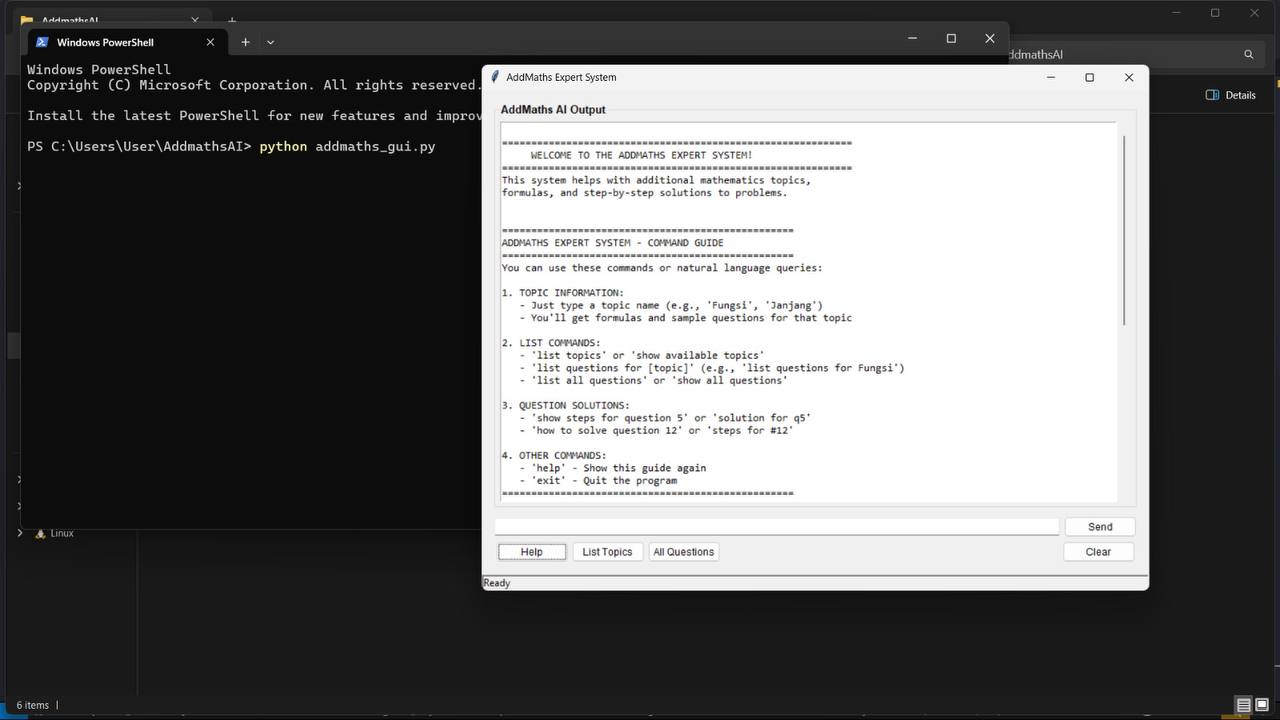 AddmathsAI
Windows PowerShell
Windows PowerShell
Copyright (C) Microsoft Corporation. All rights reserved.
Install the latest PowerShell for new features and improv
PS C:\Users\User\AddmathsAI> python addmaths_gui.py
ddmathsAI
Details
AddMaths Expert System
AddMaths AI Output
============================================================
WELCOME TO THE ADDMATHS EXPERT SYSTEM!
============================================================
This system helps with additional mathematics topics,
formulas, and step-by-step solutions to problems.
==================================================
ADDMATHS EXPERT SYSTEM - COMMAND GUIDE
==================================================
You can use these commands or natural language queries:
1. TOPIC INFORMATION:
- Just type a topic name (e.g., 'Fungsi', 'Janjang')
- You'll get formulas and sample questions for that topic
2. LIST COMMANDS:
- 'list topics' or 'show available topics'
- 'list questions for [topic]' (e.g., 'list questions for Fungsi')
- 'list all questions' or 'show all questions'
3. QUESTION SOLUTIONS:
- 'show steps for question 5' or 'solution for q5'
- 'how to solve question 12' or 'steps for #12'
4. OTHER COMMANDS:
- 'help' - Show this guide again
- 'exit' - Quit the program
==================================================
Send
Help
List Topics
All Questions
Clear
Ready
Linux
6 items